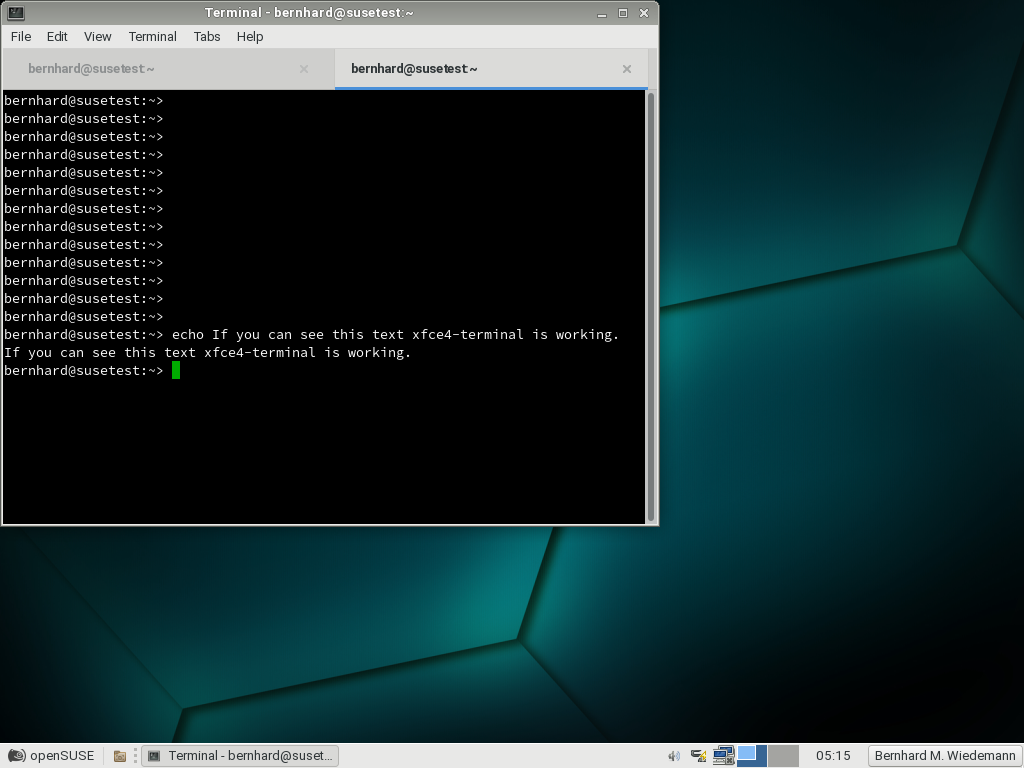 Terminal - bernhard@susetest:~
File Edit View Terminal Tabs Help
bernhard@susetest:~ bernhard@susetest:~
bernhard@susetest:~>
bernhard@susetest:~>
bernhard@susetest:~>
bernhard@susetest:~>
bernhard@susetest:~>
bernhard@susetest:~>
bernhard@susetest:~>
bernhard@susetest:~>
bernhard@susetest:~>
bernhard@susetest:~>
bernhard@susetest:~>
bernhard@susetest:~>
bernhard@susetest:~>
bernhard@susetest:~> echo If you can see this text xfce4-terminal is working.
If you can see this text xfce4-terminal is working.
bernhard@susetest:~>
openSUSE Terminal - bernhard@suset... 05:15 Bernhard M. Wiedemann